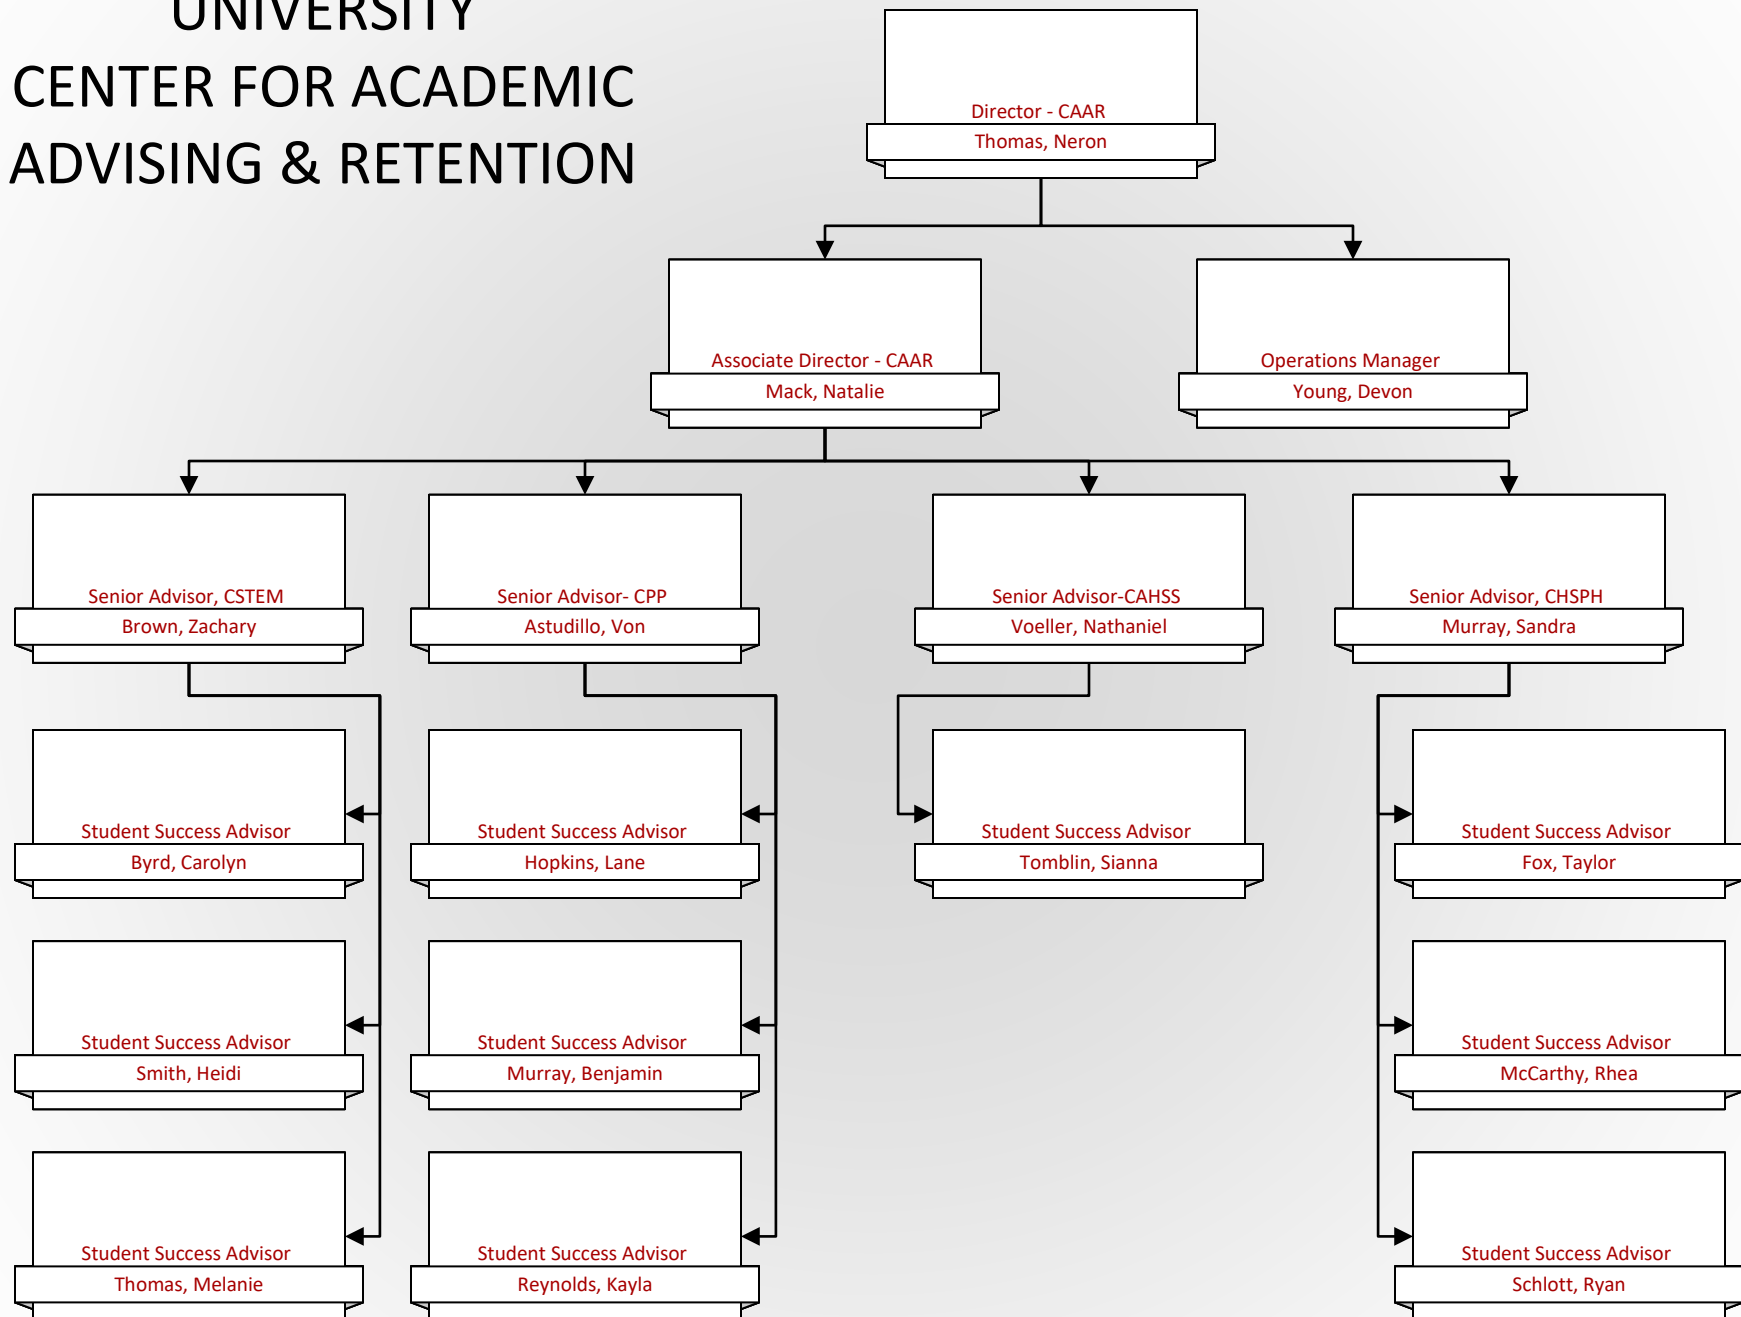 UNIVERSITY
CENTER FOR ACADEMIC
ADVISING & RETENTION
Director - CAAR
Thomas, Neron
Associate Director - CAAR
Mack, Natalie
Operations Manager
Young, Devon
Senior Advisor, CSTEM
Brown, Zachary
Senior Advisor- CPP
Astudillo, Von
Senior Advisor-CAHSS
Voeller, Nathaniel
Senior Advisor, CHSPH
Murray, Sandra
Student Success Advisor
Byrd, Carolyn
Student Success Advisor
Hopkins, Lane
Student Success Advisor
Tomblin, Sianna
Student Success Advisor
Fox, Taylor
Student Success Advisor
Smith, Heidi
Student Success Advisor
Murray, Benjamin
Student Success Advisor
McCarthy, Rhea
Student Success Advisor
Thomas, Melanie
Student Success Advisor
Reynolds, Kayla
Student Success Advisor
Schlott, Ryan